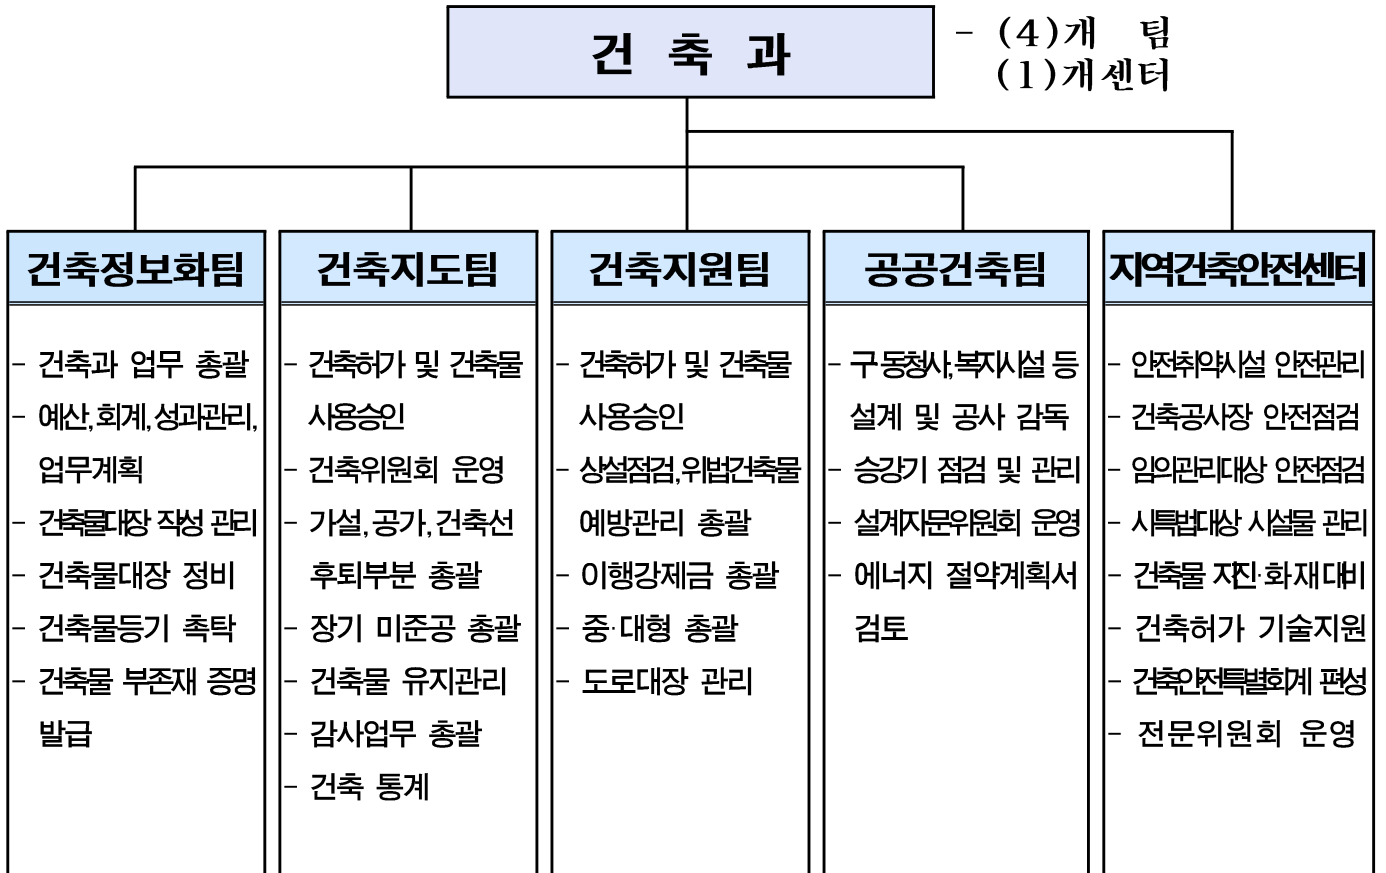 건 축 과
- (4)개 팀
(1)개센터
건축정보화팀
- 건축과 업무 총괄
- 예산,회계,성과관리,
업무계획
- 건축물대장 작성 관리
- 건축물대장 정비
- 건축물등기 촉탁
- 건축물 부존재 증명
발급
건축지도팀
- 건축허가 및 건축물
사용승인
- 건축위원회 운영
- 가설,공가,건축선
후퇴부분 총괄
- 장기 미준공 총괄
- 건축물 유지관리
- 감사업무 총괄
- 건축 통계
건축지원팀
- 건축허가 및 건축물
사용승인
- 상설점검,위법건축물
예방관리 총괄
- 이행강제금 총괄
- 중·대형 총괄
- 도로대장 관리
공공건축팀
- 구 동청사,복지시설 등
설계 및 공사 감독
- 승강기 점검 및 관리
- 설계자문위원회 운영
- 에너지 절약계획서
검토
지역건축안전센터
- 안전취약시설 안전관리
- 건축공사장 안전점검
- 임의관리대상 안전점검
- 시특법대상 시설물 관리
- 건축물 지진·화재대비
- 건축허가 기술지원
- 건축안전특별회계 편성
- 전문위원회 운영